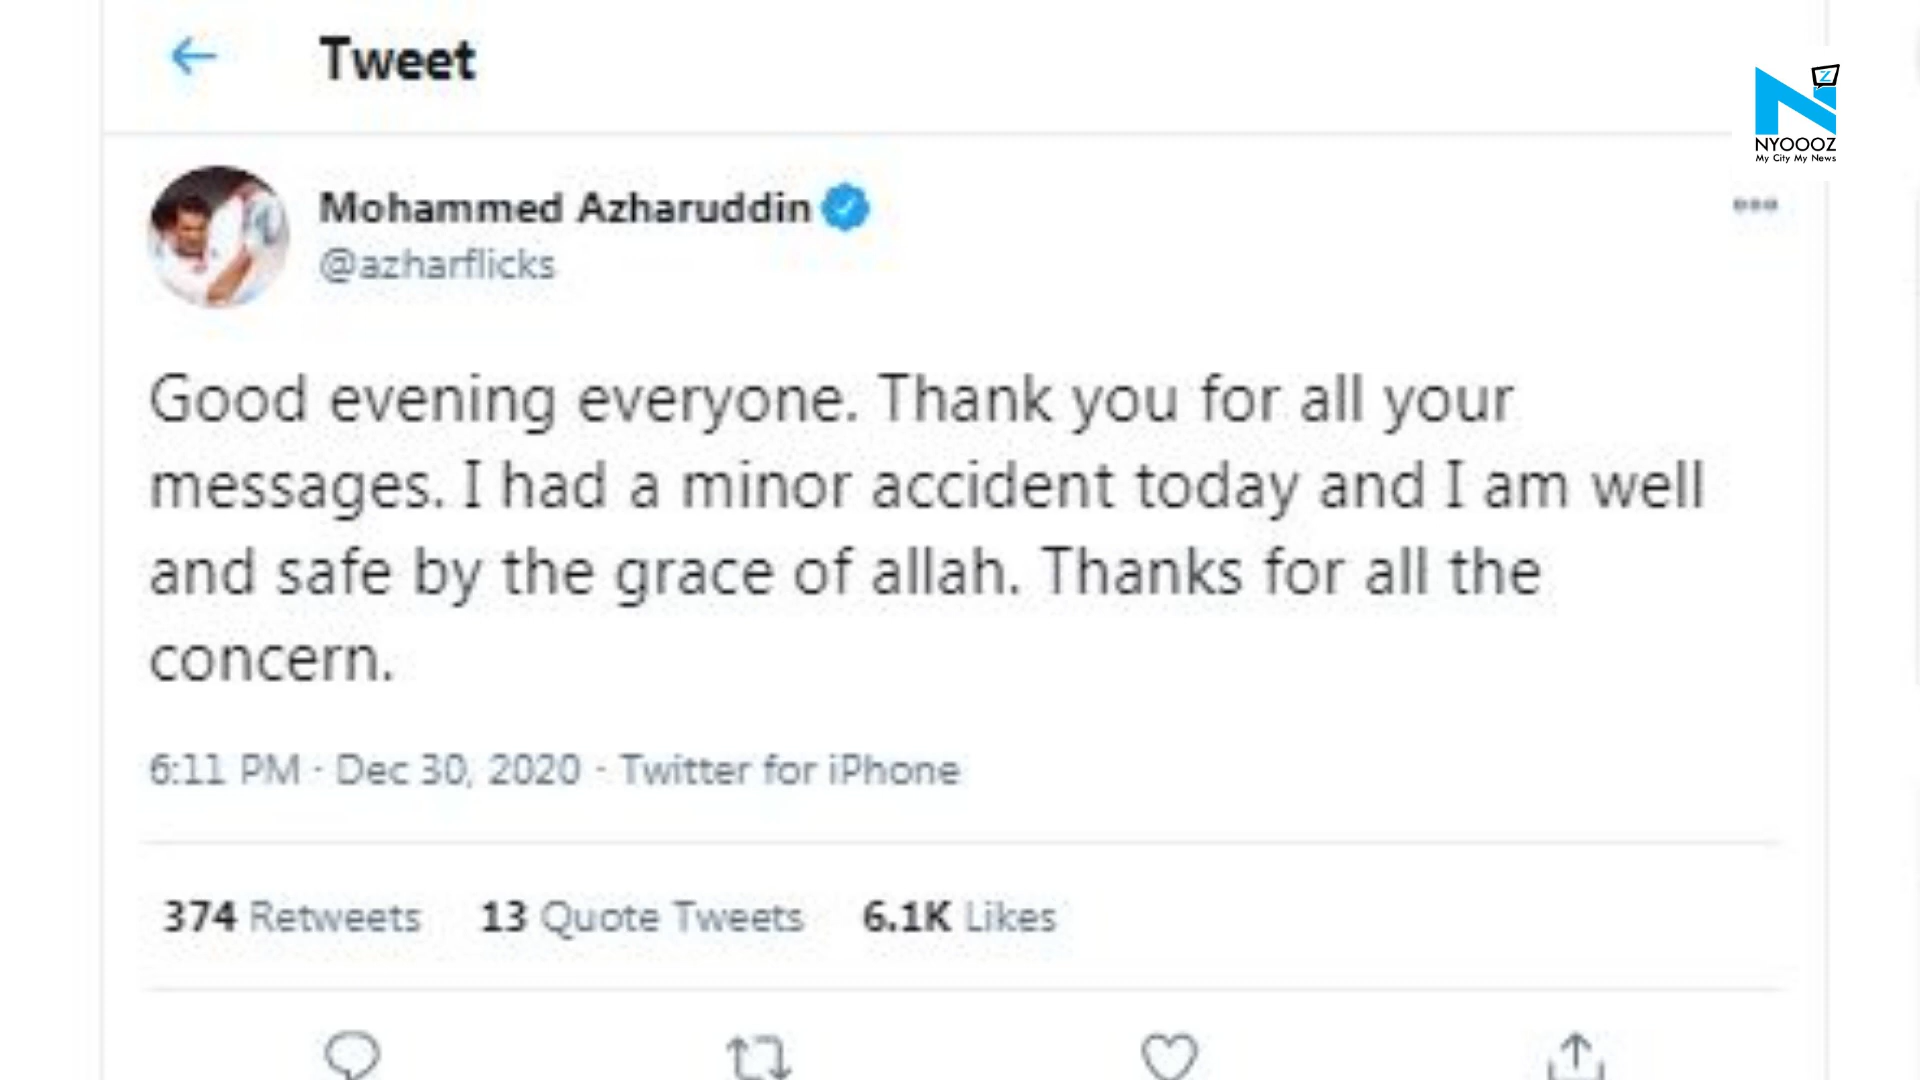 Tweet
Z
NYOOOZ
My City My News
Mohammed Azharuddin
@azharflicks
Good evening everyone. Thank you for all your
messages. I had a minor accident today and I am well
and safe by the grace of allah. Thanks for all the
concern.
6:11 PM · Dec 30, 2020 · Twitter for iPhone
374 Retweets 13 Quote Tweets 6.1K Likes